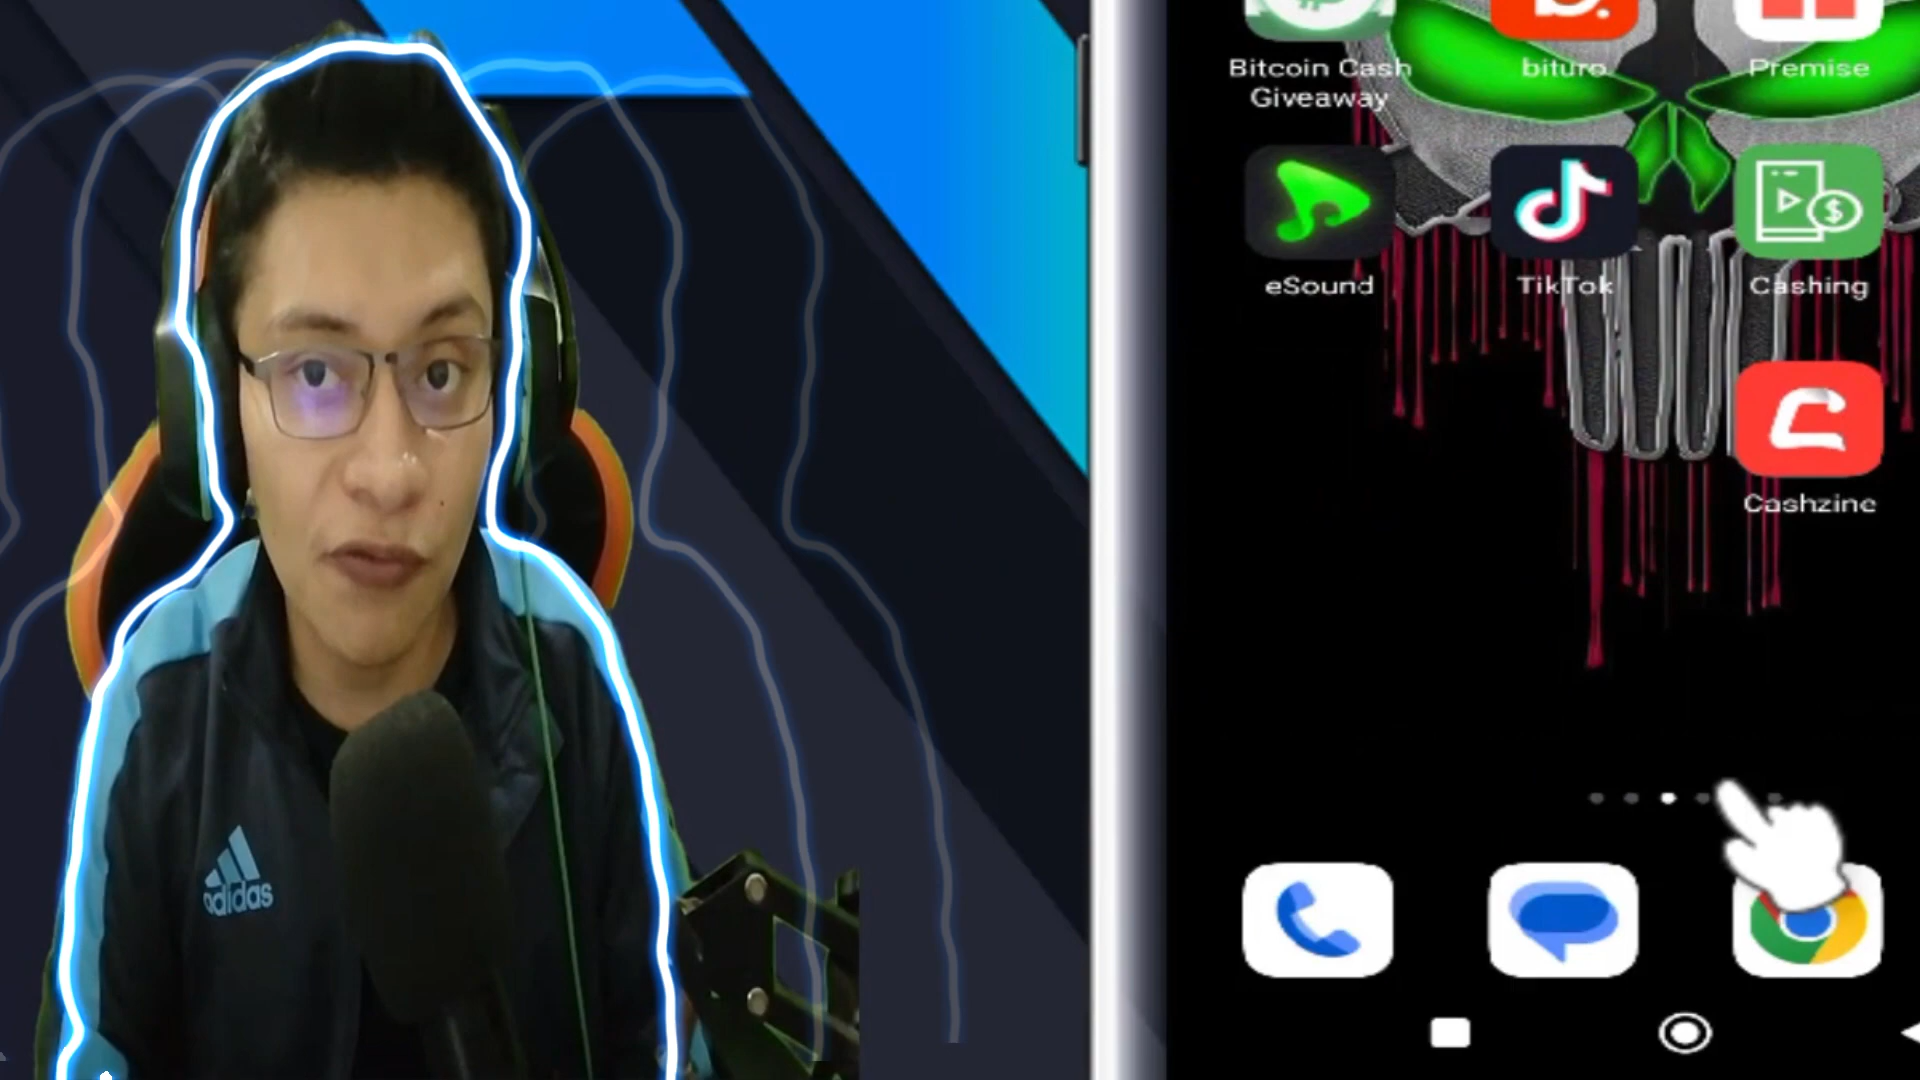 Bitcoin Cash
Giveaway
bituro
Premise
eSound
TikTok
Cashing
Cashzine
adidas